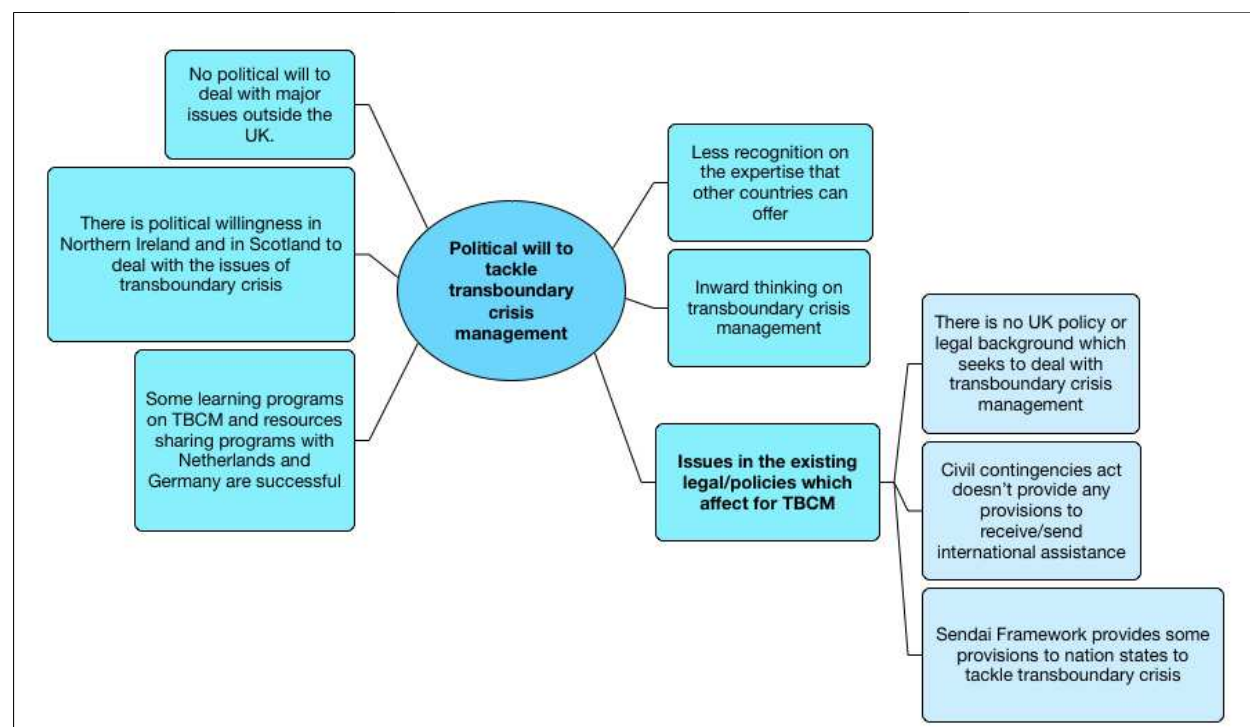 No political will to
deal with major
issues outside the
UK.
There is political willingness in
Northern Ireland and in Scotland to
deal with the issues of
transboundary crisis
Some learning programs
on TBCM and resources
sharing programs with
Netherlands and
Germany are successful
Political will to
tackle
transboundary
crisis
management
Less recognition on
the expertise that
other countries can
offer
Inward thinking on
transboundary crisis
management
Issues in the existing
legal/policies which
affect for TBCM
There is no UK policy or
legal background which
seeks to deal with
transboundary crisis
management
Civil contingencies act
doesn't provide any
provisions to
receive/send
international assistance
Sendai Framework provides some
provisions to nation states to
tackle transboundary crisis